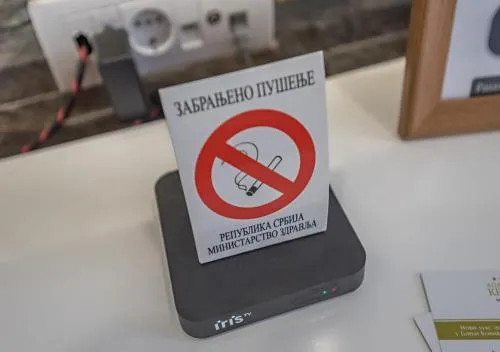 ЗАБРАЊЕНО ПУШЕЊЕ
РЕПУБЛИКА СРБИЈА
МИНИСТАРСТВО ЗДРАВЉА
iris TV